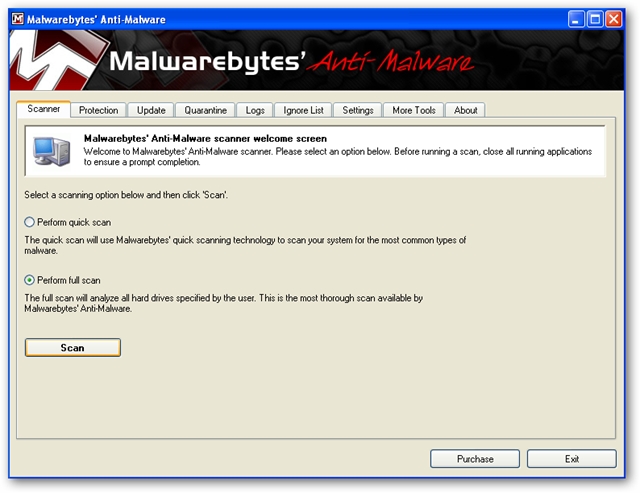 Malwarebytes' Anti-Malware
Malwarebytes' Anti-Malware
Scanner Protection Update Quarantine Logs Ignore List Settings More Tools About
Malwarebytes' Anti-Malware scanner welcome screen
Welcome to Malwarebytes' Anti-Malware scanner. Please select an option below. Before running a scan, close all running applications
to ensure a prompt completion.
Select a scanning option below and then click 'Scan'.
Perform quick scan
The quick scan will use Malwarebytes' quick scanning technology to scan your system for the most common types of
malware.
Perform full scan
The full scan will analyze all hard drives specified by the user. This is the most thorough scan available by
Malwarebytes' Anti-Malware.
Scan
Purchase Exit